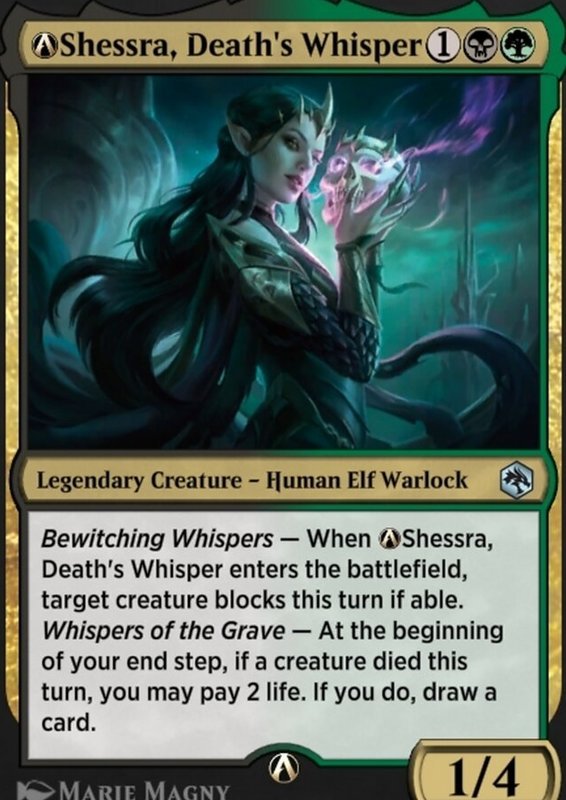 Shessra, Death's Whisper 1
Legendary Creature – Human Elf Warlock
Bewitching Whispers — When Shessra,
Death's Whisper enters the battlefield,
target creature blocks this turn if able.
Whispers of the Grave — At the beginning
of your end step, if a creature died this
turn, you may pay 2 life. If you do, draw a
card.
1/4
Marie Magny